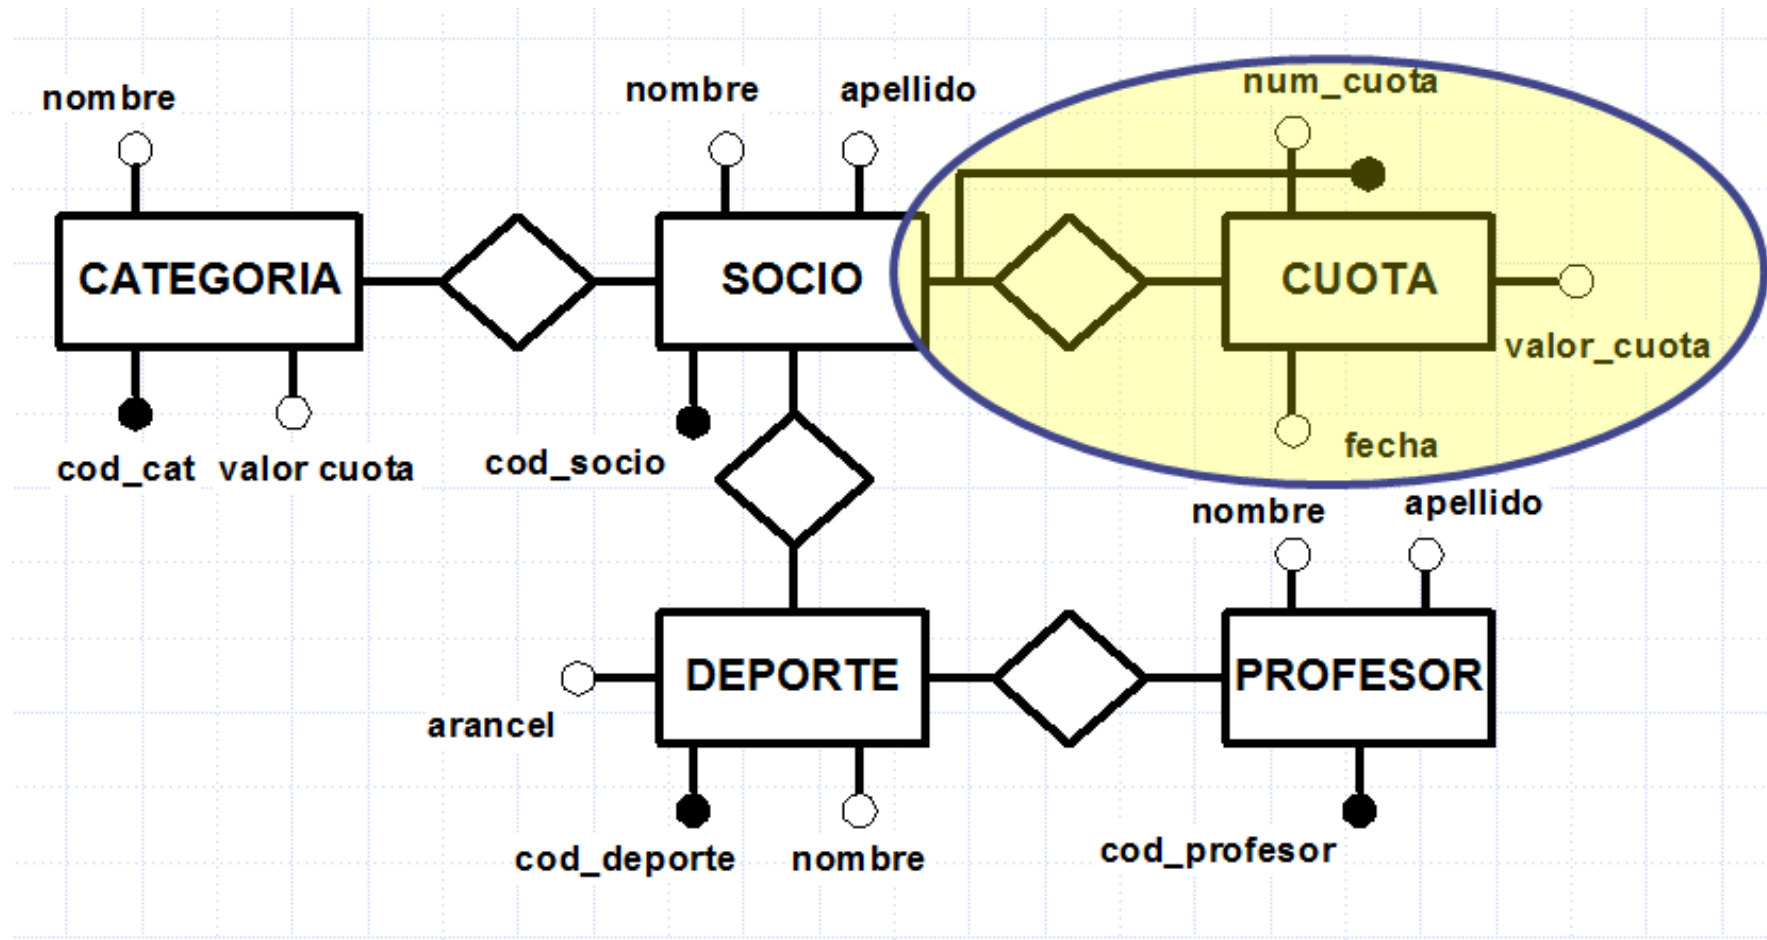 nombre
nombre
apellido
num_cuota
CATEGORIA
SOCIO
CUOTA
valor_cuota
cod_cat
valor cuota
cod_socio
fecha
nombre
apellido
DEPORTE
PROFESOR
arancel
cod_deporte
nombre
cod_profesor